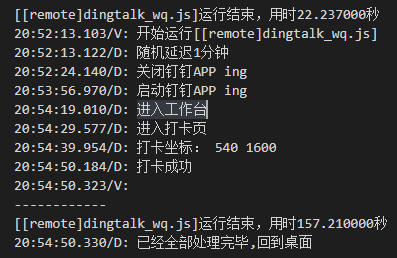 [[remote]dingtalk_wq.js]运行结束，用时22.237000秒
20:52:13.103/V: 开始运行[[remote]dingtalk_wq.js]
20:52:13.122/D: 随机延迟1分钟
20:52:24.140/D: 关闭钉钉APP ing
20:53:56.970/D: 启动钉钉APP ing
20:54:19.010/D: 进入工作台
20:54:29.577/D: 进入打卡页
20:54:39.954/D: 打卡坐标： 540 1600
20:54:50.184/D: 打卡成功
20:54:50.323/V:
------------
[[remote]dingtalk_wq.js]运行结束，用时157.210000秒
20:54:50.330/D: 已经全部处理完毕,回到桌面